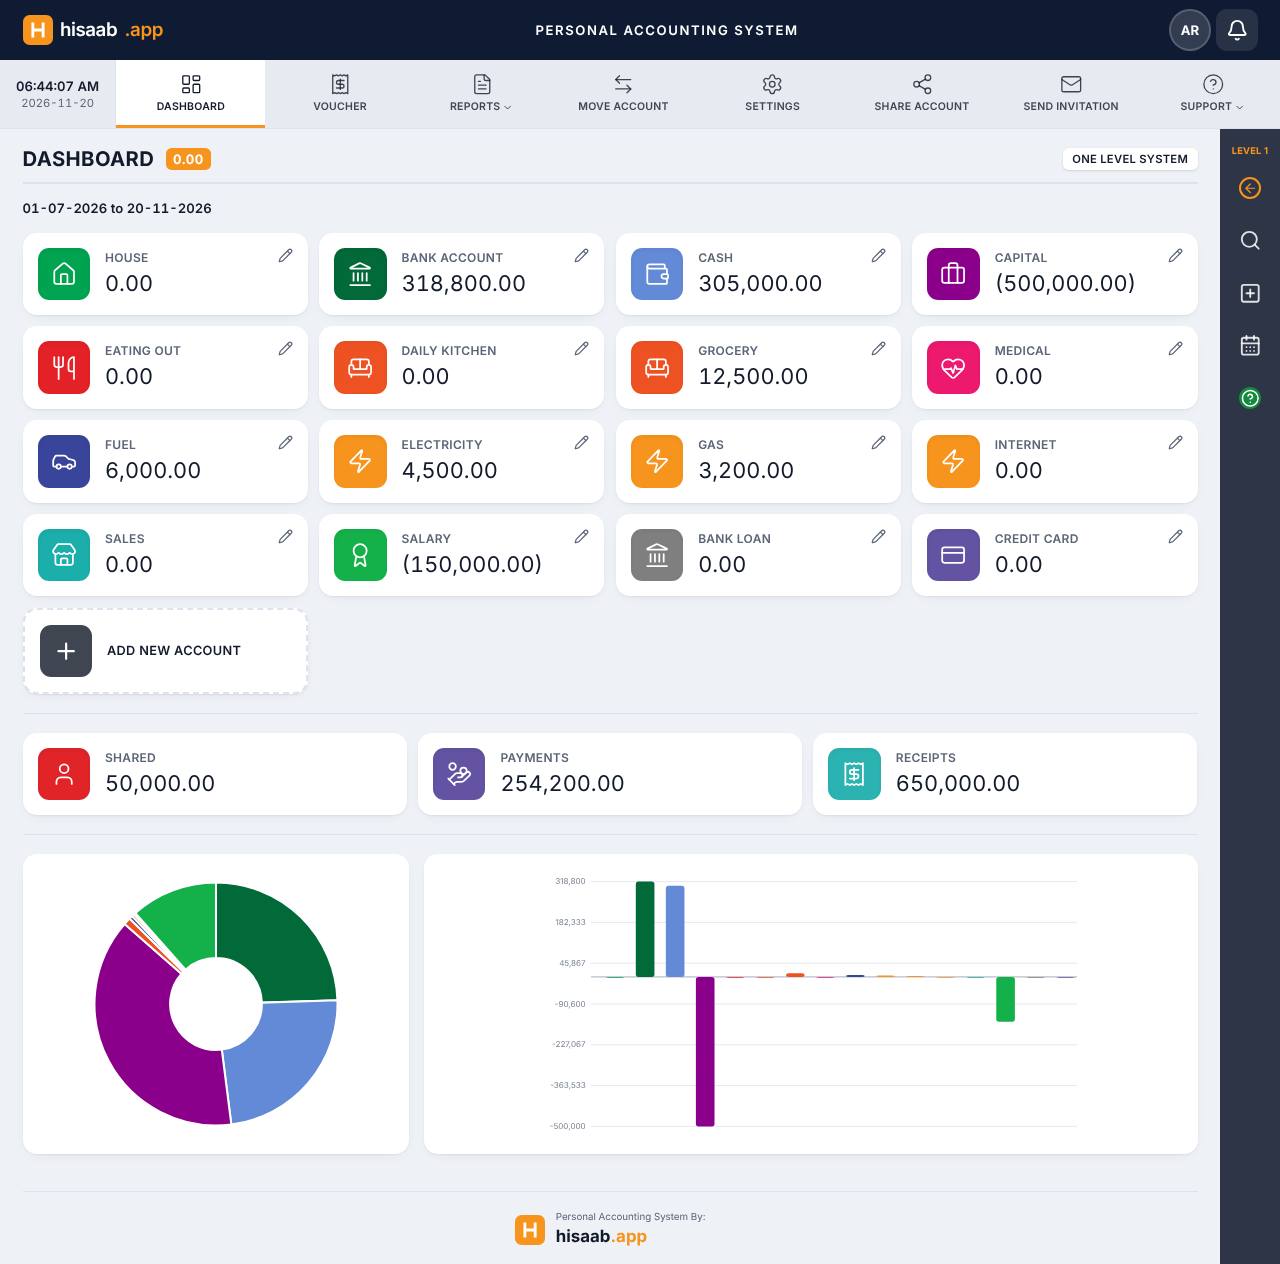 hisaab.app
PERSONAL ACCOUNTING SYSTEM
AR
06:44:07 AM
2026-11-20
DASHBOARD
VOUCHER
REPORTS
MOVE ACCOUNT
SETTINGS
SHARE ACCOUNT
SEND INVITATION
SUPPORT
DASHBOARD 0.00
ONE LEVEL SYSTEM
LEVEL 1
01-07-2026 to 20-11-2026
HOUSE
0.00
BANK ACCOUNT
318,800.00
CASH
305,000.00
CAPITAL
(500,000.00)
EATING OUT
0.00
DAILY KITCHEN
0.00
GROCERY
12,500.00
MEDICAL
0.00
FUEL
6,000.00
ELECTRICITY
4,500.00
GAS
3,200.00
INTERNET
0.00
SALES
0.00
SALARY
(150,000.00)
BANK LOAN
0.00
CREDIT CARD
0.00
ADD NEW ACCOUNT
SHARED
50,000.00
PAYMENTS
254,200.00
RECEIPTS
650,000.00
318,800
182,333
45,867
-90,600
-227,067
-363,533
-500,000
Personal Accounting System By:
hisaab.app